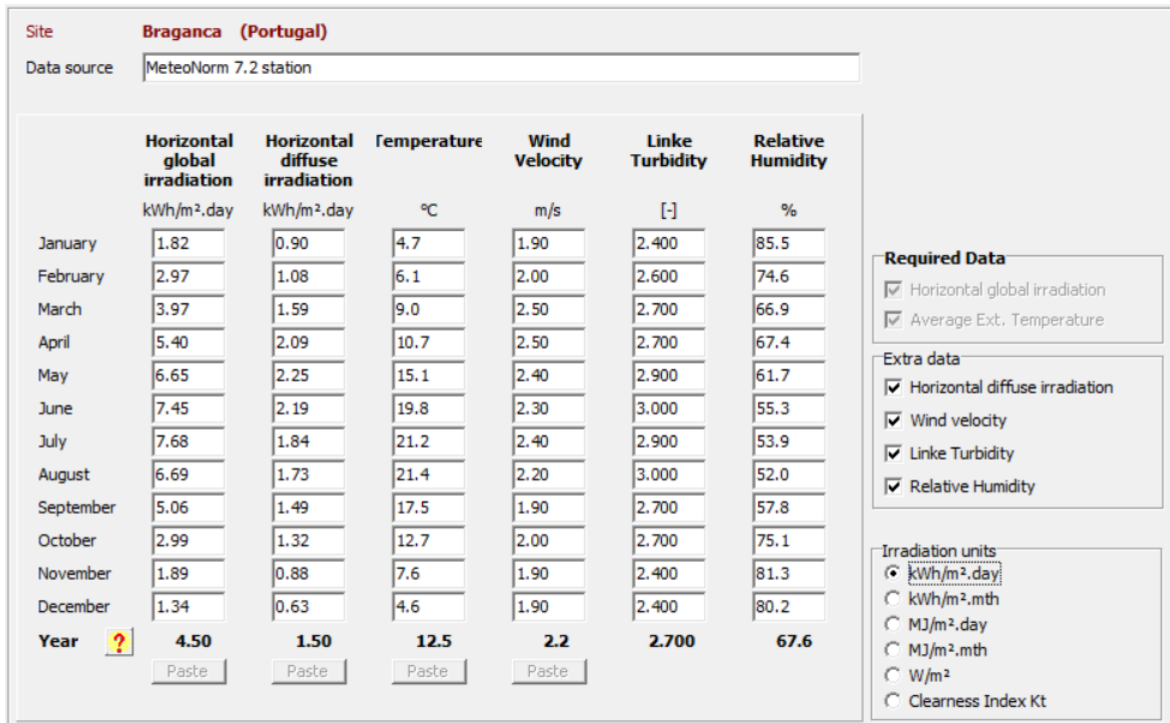 Site Braganca (Portugal)
Data source MeteoNorm 7.2 station
Horizontal global irradiation Horizontal diffuse irradiation Temperature Wind Velocity Linke Turbidity Relative Humidity
kWh/m².day kWh/m².day °C m/s [-] %
January 1.82 0.90 4.7 1.90 2.400 85.5
February 2.97 1.08 6.1 2.00 2.600 74.6
March 3.97 1.59 9.0 2.50 2.700 66.9
April 5.40 2.09 10.7 2.50 2.700 67.4
May 6.65 2.25 15.1 2.40 2.900 61.7
June 7.45 2.19 19.8 2.30 3.000 55.3
July 7.68 1.84 21.2 2.40 2.900 53.9
August 6.69 1.73 21.4 2.20 3.000 52.0
September 5.06 1.49 17.5 1.90 2.700 57.8
October 2.99 1.32 12.7 2.00 2.700 75.1
November 1.89 0.88 7.6 1.90 2.400 81.3
December 1.34 0.63 4.6 1.90 2.400 80.2
Year ? 4.50 1.50 12.5 2.2 2.700 67.6
Paste Paste Paste Paste
Required Data
Horizontal global irradiation
Average Ext. Temperature
Extra data
Horizontal diffuse irradiation
Wind velocity
Linke Turbidity
Relative Humidity
Irradiation units
kWh/m².day
kWh/m².mth
MJ/m².day
MJ/m².mth
W/m²
Clearness Index Kt